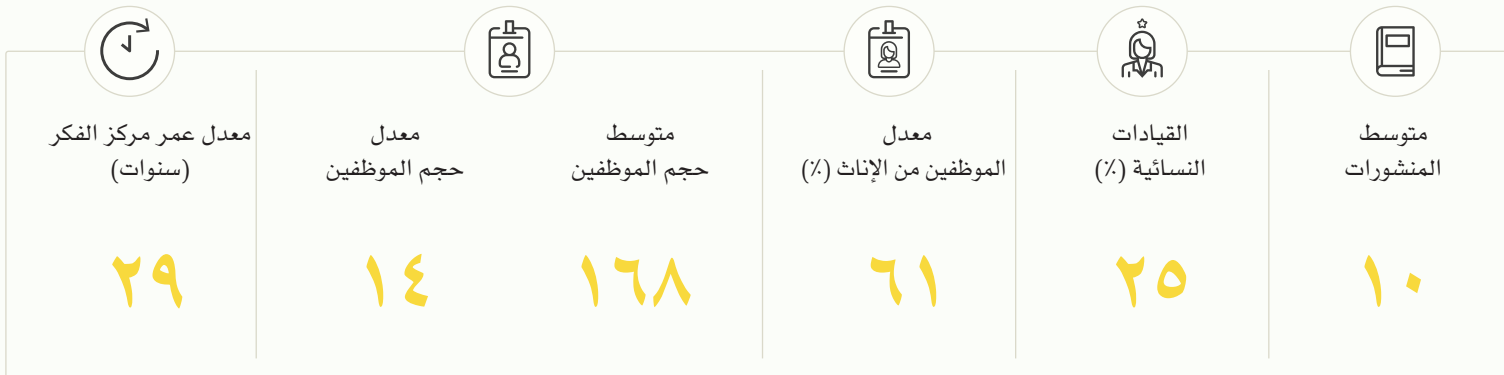 متوسط
المنشورات
١٠
القيادات
النسائية (٪)
٢٥
معدل
الموظفين من الإناث (٪)
٦١
متوسط
حجم الموظفين
١٦٨
معدل
حجم الموظفين
١٤
معدل عمر مركز الفكر
(سنوات)
٢٩